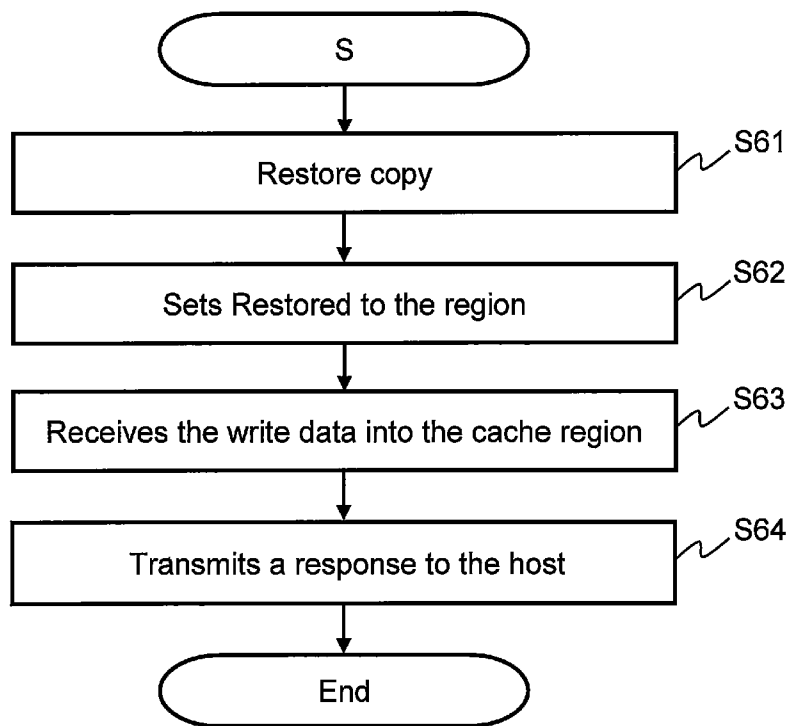 S
S61
Restore copy
S62
Sets Restored to the region
S63
Receives the write data into the cache region
S64
Transmits a response to the host
End